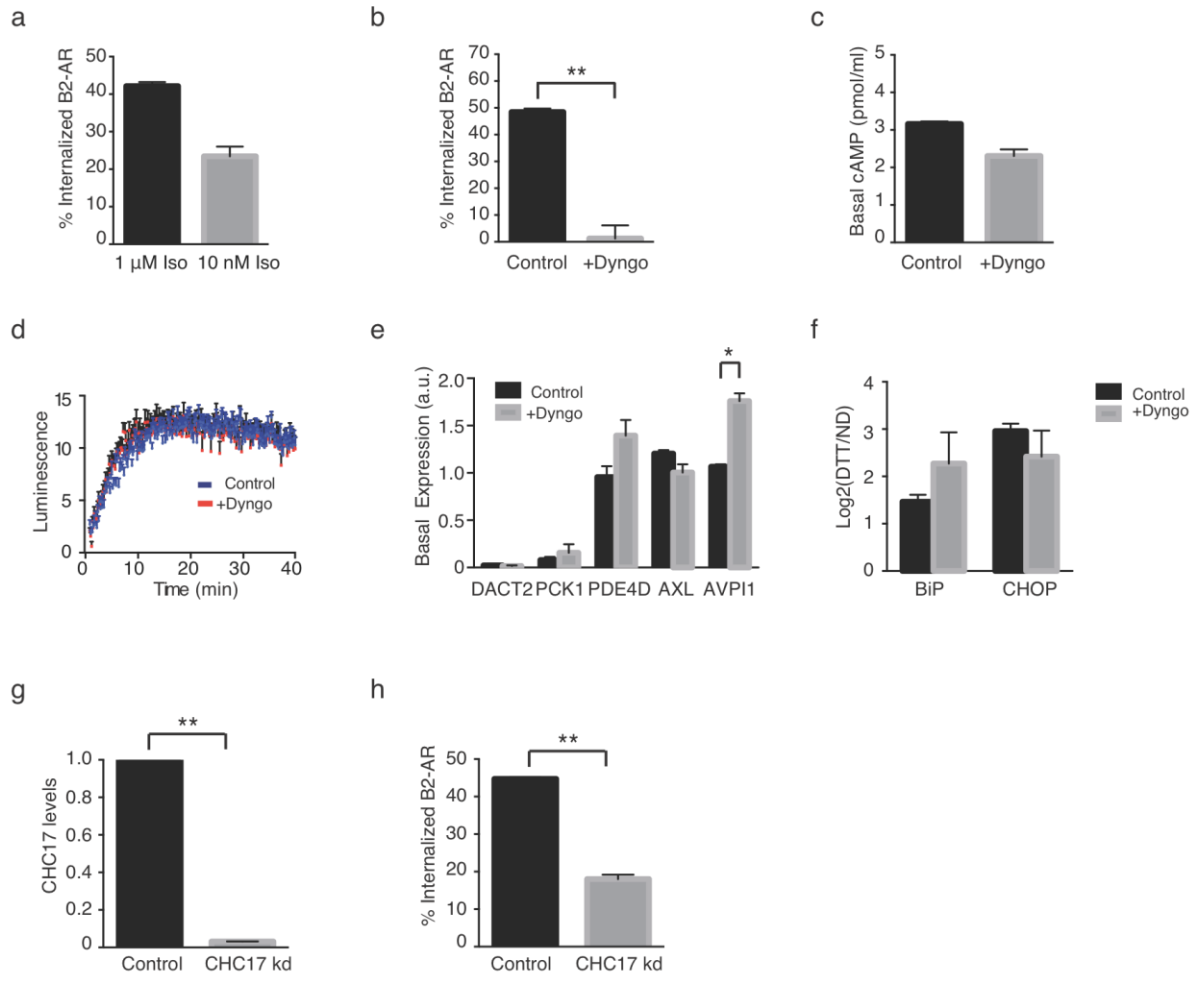 a
% Internalized B2-AR
50
40
30
20
10
0
1 µM Iso 10 nM Iso
b
% Internalized B2-AR
70
60
50
40
30
20
10
0
**
Control +Dyngo
c
Basal cAMP (pmol/ml)
5
4
3
2
1
0
Control +Dyngo
d
Luminescence
15
10
5
0
Control
+Dyngo
0 10 20 30 40
Time (min)
e
Basal Expression (a.u.)
2.0
1.5
1.0
0.5
0
Control
+Dyngo
*
DACT2 PCK1 PDE4D AXL AVPI1
f
Log2(DTT/ND)
4
3
2
1
0
Control
+Dyngo
BiP CHOP
g
CHC17 levels
1.0
0.8
0.6
0.4
0.2
0
**
Control CHC17 kd
h
% Internalized B2-AR
50
40
30
20
10
0
**
Control CHC17 kd